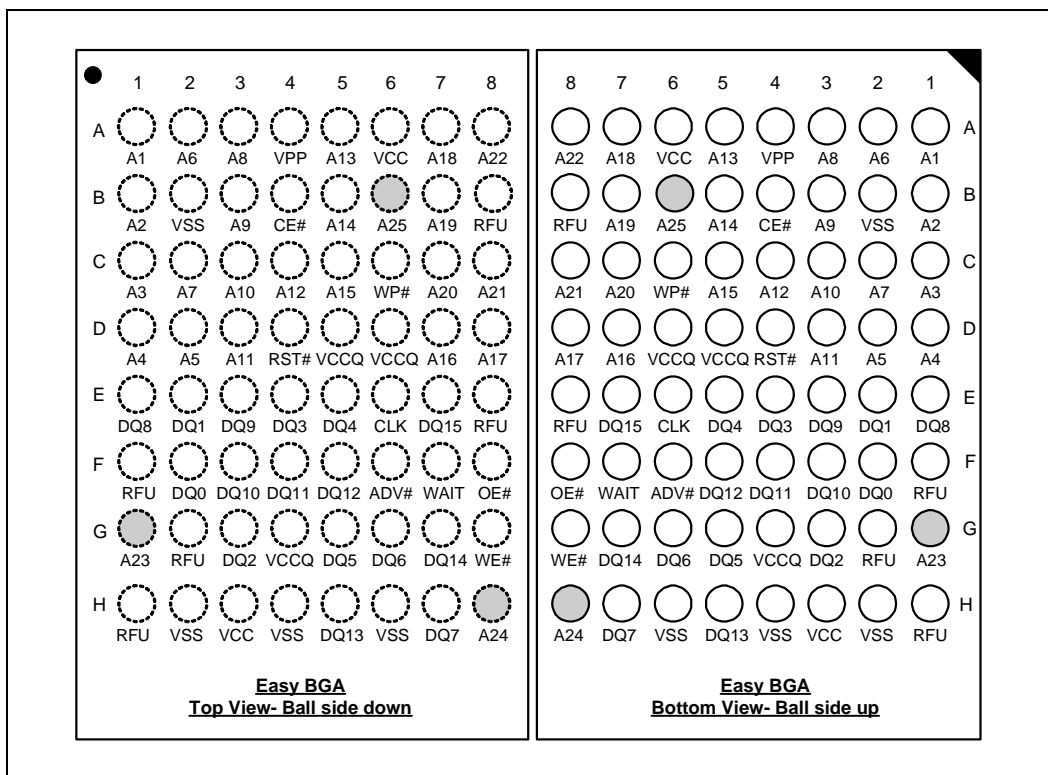 1 2 3 4 5 6 7 8
A
A1 A6 A8 VPP A13 VCC A18 A22
B
A2 VSS A9 CE# A14 A25 A19 RFU
C
A3 A7 A10 A12 A15 WP# A20 A21
D
A4 A5 A11 RST# VCCQ VCCQ A16 A17
E
DQ8 DQ1 DQ9 DQ3 DQ4 CLK DQ15 RFU
F
RFU DQ0 DQ10 DQ11 DQ12 ADV# WAIT OE#
G
A23 RFU DQ2 VCCQ DQ5 DQ6 DQ14 WE#
H
RFU VSS VCC VSS DQ13 VSS DQ7 A24
Easy BGA
Top View- Ball side down
8 7 6 5 4 3 2 1
A
A22 A18 VCC A13 VPP A8 A6 A1
B
RFU A19 A25 A14 CE# A9 VSS A2
C
A21 A20 WP# A15 A12 A10 A7 A3
D
A17 A16 VCCQ VCCQ RST# A11 A5 A4
E
RFU DQ15 CLK DQ4 DQ3 DQ9 DQ1 DQ8
F
OE# WAIT ADV# DQ12 DQ11 DQ10 DQ0 RFU
G
WE# DQ14 DQ6 DQ5 VCCQ DQ2 RFU A23
H
A24 DQ7 VSS DQ13 VSS VCC VSS RFU
Easy BGA
Bottom View- Ball side up